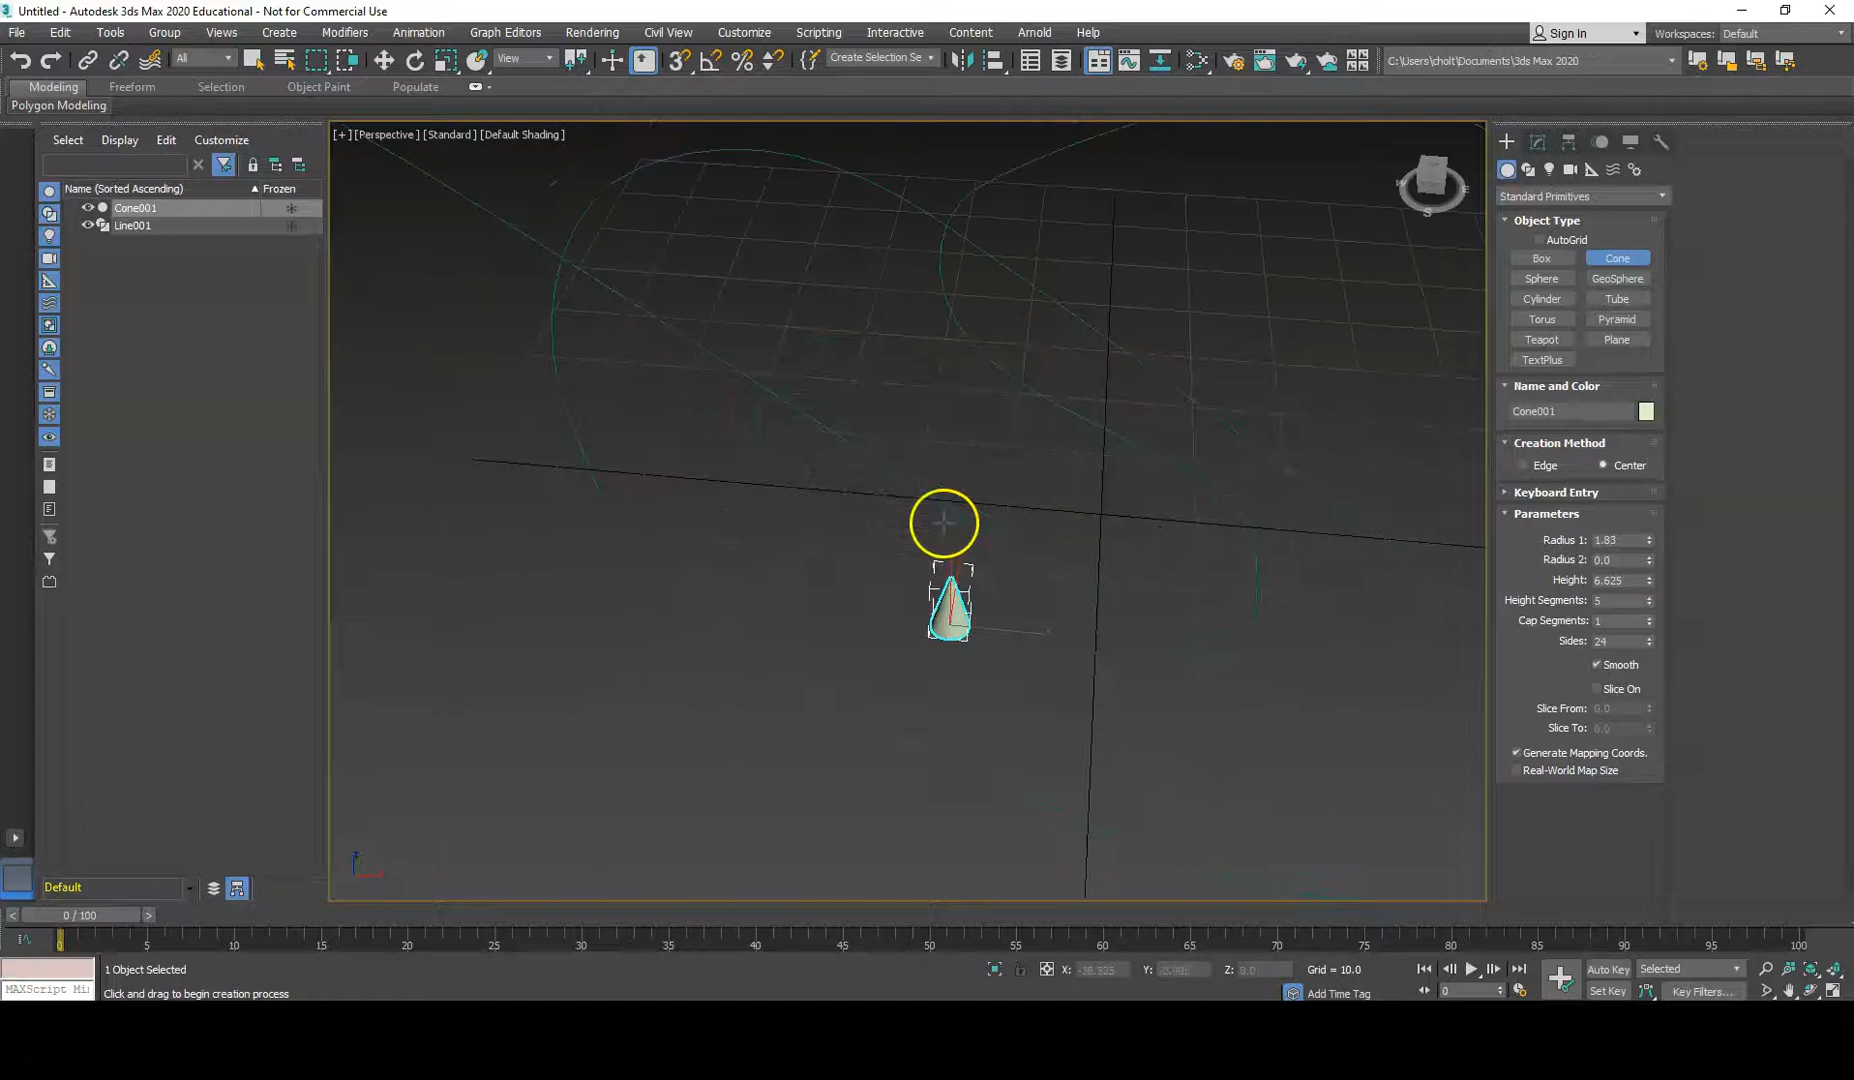 Untitled - Autodesk 3ds Max 2020 Educational - Not for Commercial Use
File Edit Tools Group Views Create Modifiers Animation Graph Editors Rendering Civil View Customize Scripting Interactive Content Arnold Help Sign In Workspaces: Default
All View Create Selection Se C:\Users\cholt\Documents\3ds Max 2020
Modeling Freeform Selection Object Paint Populate
Polygon Modeling
Select Display Edit Customize
[+] [Perspective] [Standard] [Default Shading]
Name (Sorted Ascending) Frozen
Cone001
Line001
Standard Primitives
Object Type
AutoGrid
Box Cone
Sphere GeoSphere
Cylinder Tube
Torus Pyramid
Teapot Plane
TextPlus
Name and Color
Cone001
Creation Method
Edge Center
Keyboard Entry
Parameters
Radius 1: 1.83
Radius 2: 0.0
Height: 6.625
Height Segments: 5
Cap Segments: 1
Sides: 24
Smooth
Slice On
Slice From: 0.0
Slice To: 0.0
Generate Mapping Coords.
Real-World Map Size
Default
0 / 100
0 5 10 15 20 25 30 35 40 45 50 55 60 65 70 75 80 85 90 95 100
1 Object Selected X: Y: Z: 0.0 Grid = 10.0 Auto Key Selected
MAXScript Mi Click and drag to begin creation process Add Time Tag 0 Set Key Key Filters...